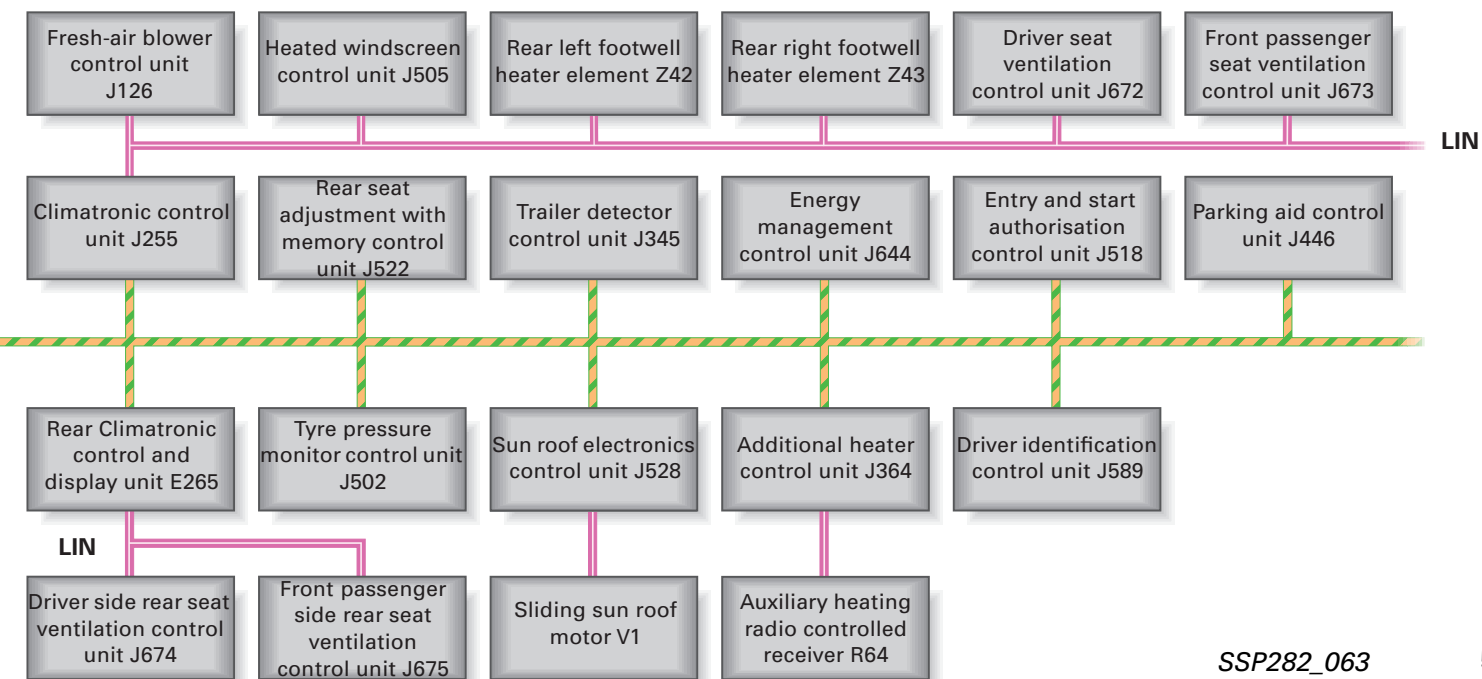 Fresh-air blower
control unit
J126
Heated windscreen
control unit J505
Rear left footwell
heater element Z42
Rear right footwell
heater element Z43
Driver seat
ventilation
control unit J672
Front passenger
seat ventilation
control unit J673
LIN
Climatronic control
unit J255
Rear seat
adjustment with
memory control
unit J522
Trailer detector
control unit J345
Energy
management
control unit J644
Entry and start
authorisation
control unit J518
Parking aid control
unit J446
Rear Climatronic
control and
display unit E265
Tyre pressure
monitor control unit
J502
Sun roof electronics
control unit J528
Additional heater
control unit J364
Driver identification
control unit J589
LIN
Driver side rear seat
ventilation control
unit J674
Front passenger
side rear seat
ventilation
control unit J675
Sliding sun roof
motor V1
Auxiliary heating
radio controlled
receiver R64
SSP282_063